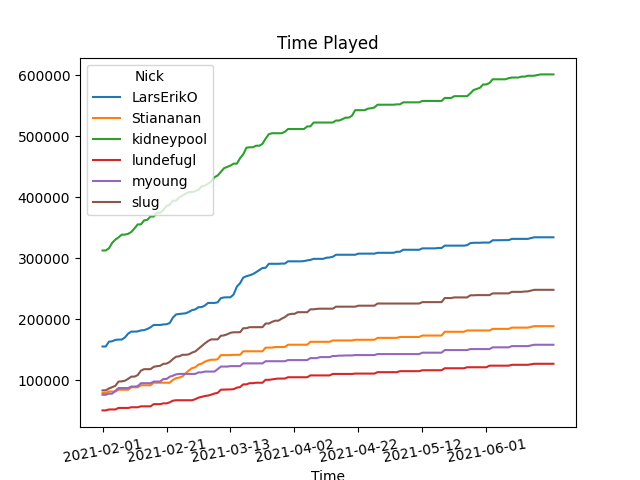 Time Played
Nick
LarsErikO
Stiananan
kidneypool
lundefugl
myoung
slug
600000
500000
400000
300000
200000
100000
2021-02-01 2021-02-21 2021-03-13 2021-04-02 2021-04-22 2021-05-12 2021-06-01
Time